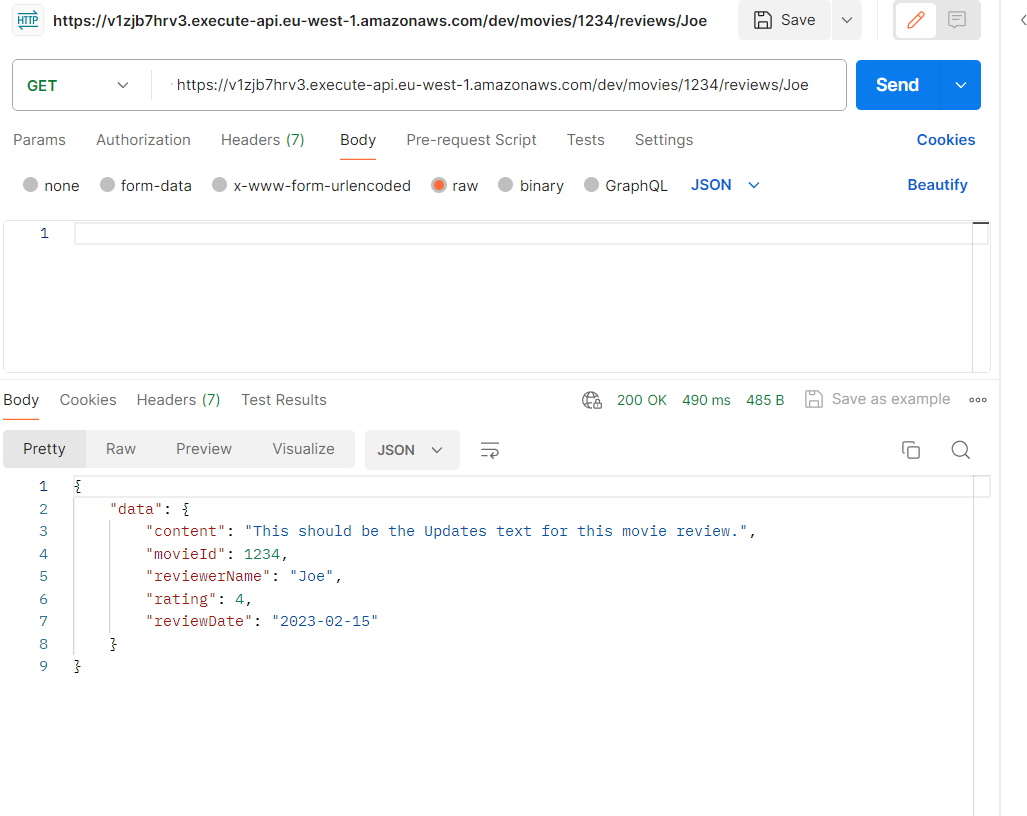 HTTP https://v1zjb7hrv3.execute-api.eu-west-1.amazonaws.com/dev/movies/1234/reviews/Joe Save
GET https://v1zjb7hrv3.execute-api.eu-west-1.amazonaws.com/dev/movies/1234/reviews/Joe Send
Params Authorization Headers (7) Body Pre-request Script Tests Settings Cookies
none form-data x-www-form-urlencoded raw binary GraphQL JSON Beautify
1
Body Cookies Headers (7) Test Results 200 OK 490 ms 485 B Save as example
Pretty Raw Preview Visualize JSON
1 {
2 "data": {
3 "content": "This should be the Updates text for this movie review.",
4 "movieId": 1234,
5 "reviewerName": "Joe",
6 "rating": 4,
7 "reviewDate": "2023-02-15"
8 }
9 }